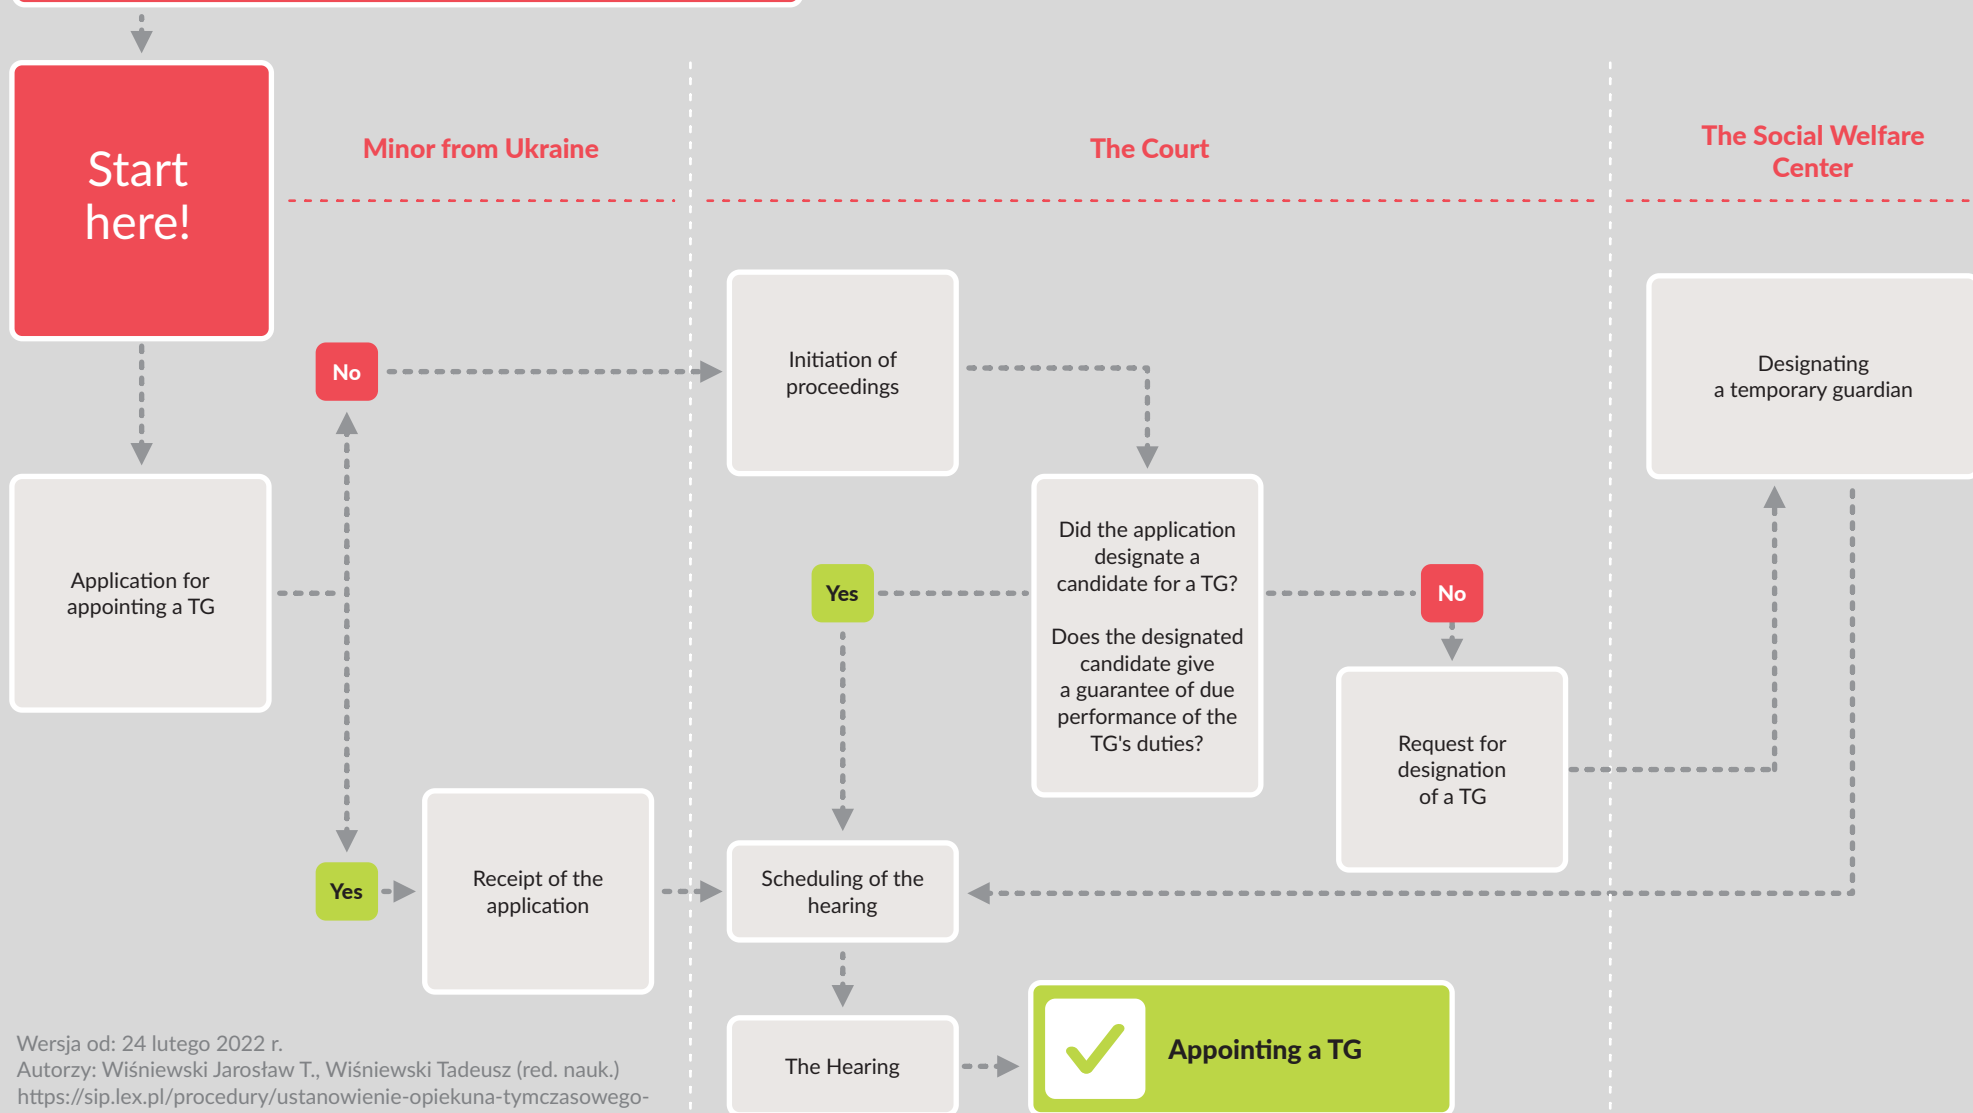 Start
here!
Minor from Ukraine
The Court
The Social Welfare
Center
No
Initiation of
proceedings
Designating
a temporary guardian
Application for
appointing a TG
Did the application
designate a
candidate for a TG?
Does the designated
candidate give
a guarantee of due
performance of the
TG's duties?
Yes
No
Request for
designation
of a TG
Yes
Receipt of the
application
Scheduling of the
hearing
The Hearing
Appointing a TG
Wersja od: 24 lutego 2022 r.
Autorzy: Wiśniewski Jarosław T., Wiśniewski Tadeusz (red. nauk.)
https://sip.lex.pl/procedury/ustanowienie-opiekuna-tymczasowego-